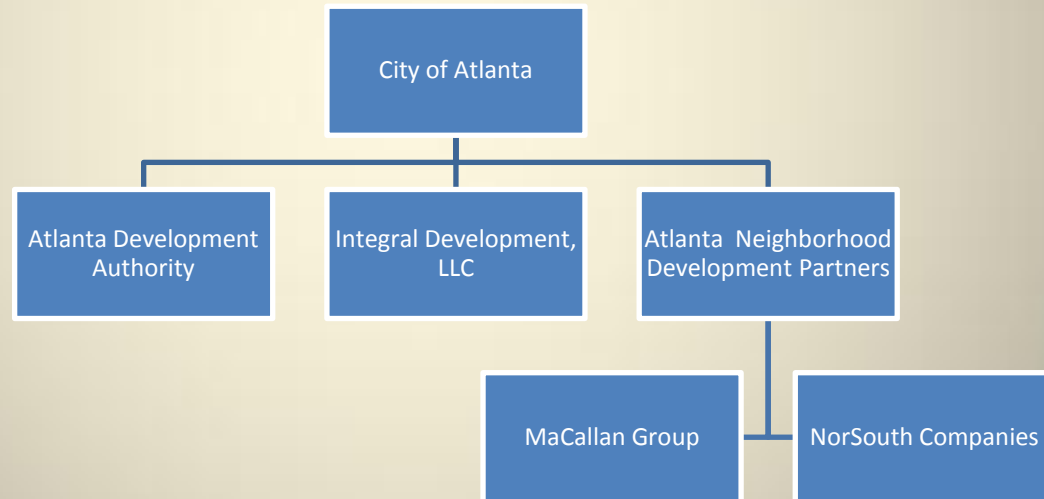 City of Atlanta
Atlanta Development
Authority
Integral Development,
LLC
Atlanta  Neighborhood
Development Partners
MaCallan Group
NorSouth Companies